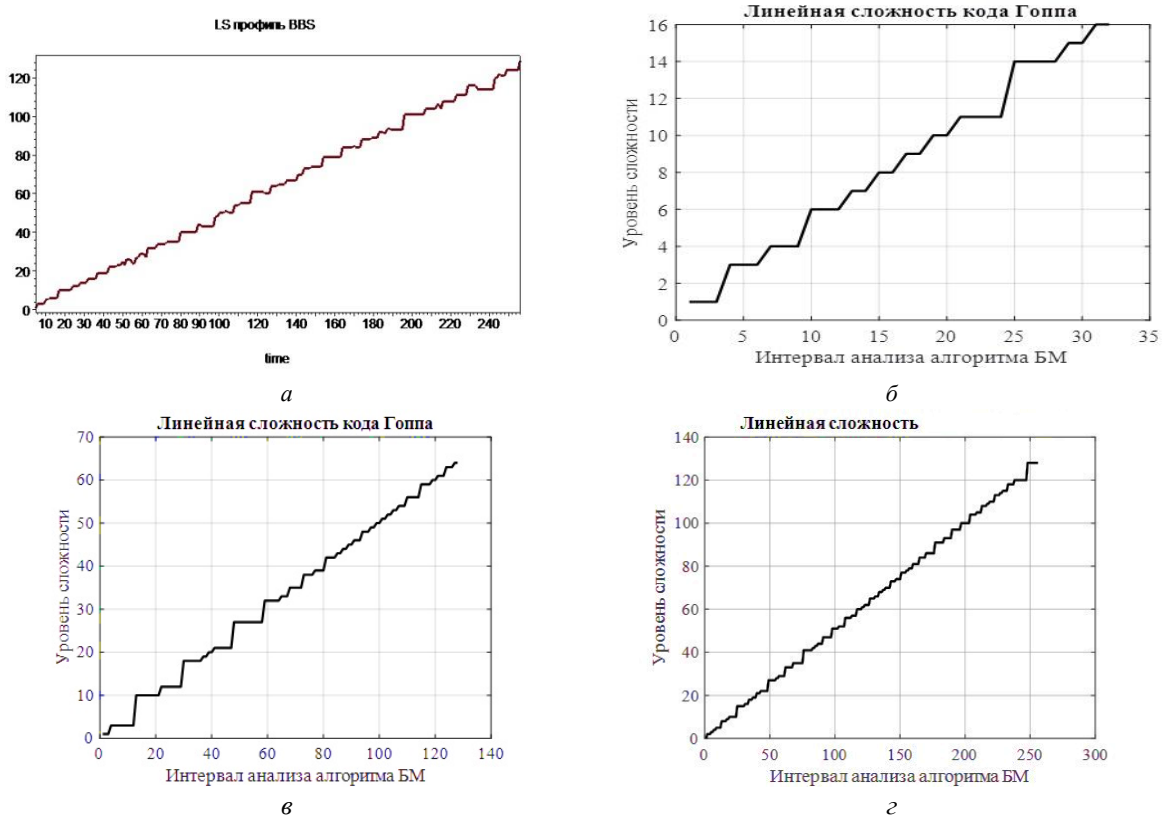 LS профиль BBS
120
100
80
60
40
20
0
10 20 30 40 50 60 70 80 90 100 120 140 160 180 200 220 240
time
а
Линейная сложность кода Гоппа
16
14
12
10
8
6
4
2
0
Уровень сложности
0 5 10 15 20 25 30 35
Интервал анализа алгоритма БМ
б
Линейная сложность кода Гоппа
70
60
50
40
30
20
10
0
Уровень сложности
0 20 40 60 80 100 120 140
Интервал анализа алгоритма БМ
в
Линейная сложность
140
120
100
80
60
40
20
0
Уровень сложности
0 50 100 150 200 250 300
Интервал анализа алгоритма БМ
г